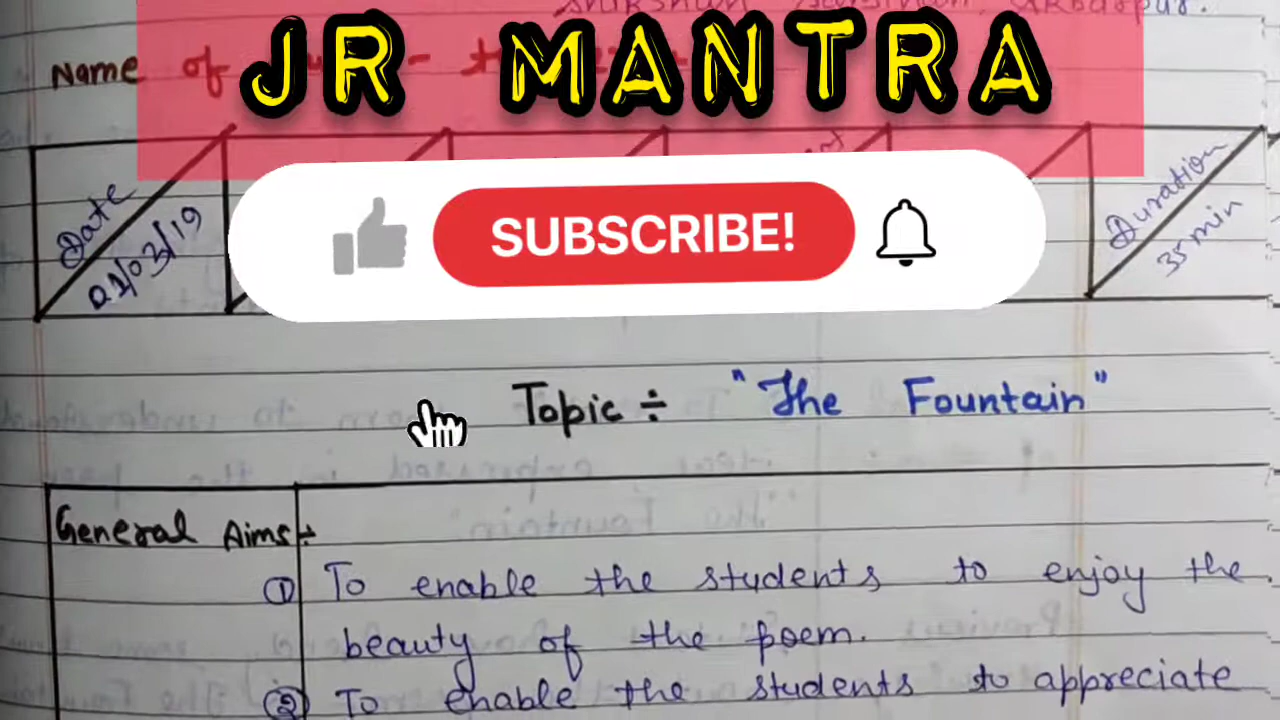 JR MANTRA
Name of
Date
01/03/19
Duration
35 min
SUBSCRIBE!
Topic ÷ "The Fountain"
General Aims÷
① To enable the students to enjoy the
beauty of the poem.
② To enable the students to appreciate